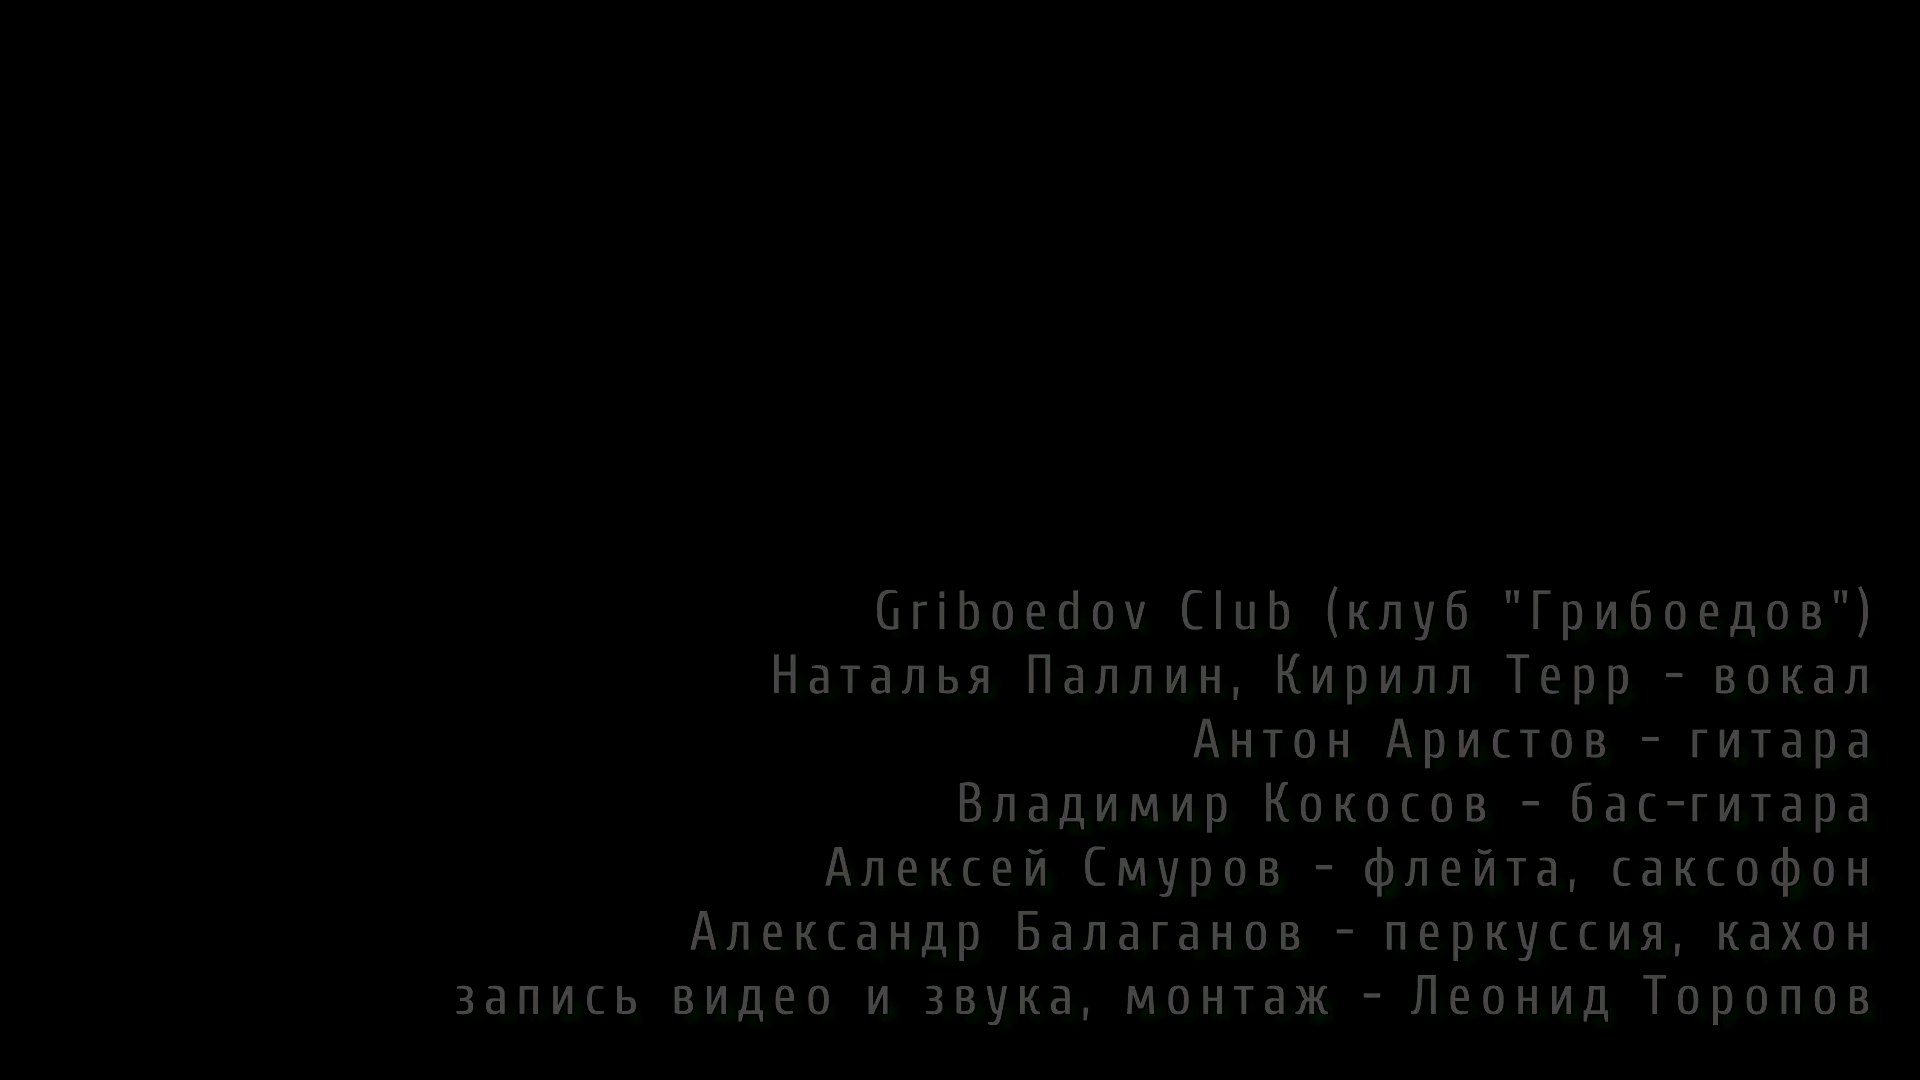 Griboedov Club (клуб "Грибоедов")
Наталья Паллин, Кирилл Терр - вокал
Антон Аристов - гитара
Владимир Кокосов - бас-гитара
Алексей Смуров - флейта, саксофон
Александр Балаганов - перкуссия, кахон
запись видео и звука, монтаж - Леонид Торопов